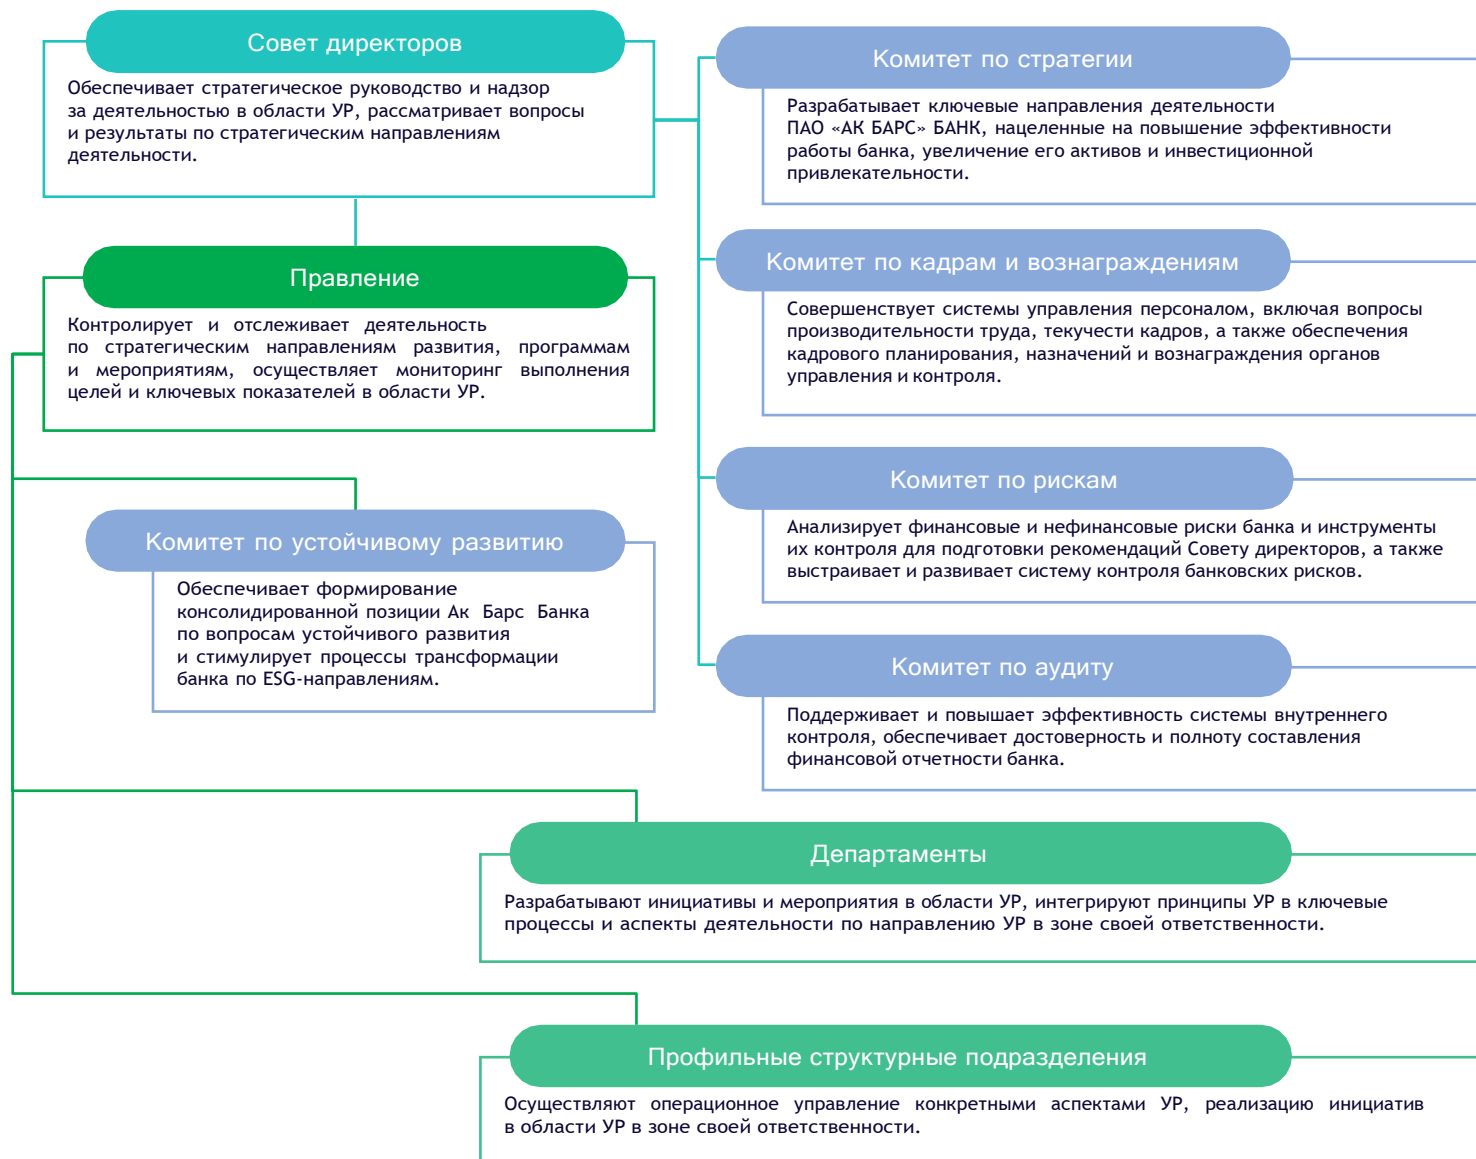 Совет директоров
Обеспечивает стратегическое руководство и надзор
за деятельностью в области УР, рассматривает вопросы
и результаты по стратегическим направлениям
деятельности.
Комитет по стратегии
Разрабатывает ключевые направления деятельности
ПАО «АК БАРС» БАНК, нацеленные на повышение эффективности
работы банка, увеличение его активов и инвестиционной
привлекательности.
Правление
Контролирует и отслеживает деятельность
по стратегическим направлениям развития, программам
и мероприятиям, осуществляет мониторинг выполнения
целей и ключевых показателей в области УР.
Комитет по кадрам и вознаграждениям
Совершенствует системы управления персоналом, включая вопросы
производительности труда, текучести кадров, а также обеспечения
кадрового планирования, назначений и вознаграждения органов
управления и контроля.
Комитет по рискам
Анализирует финансовые и нефинансовые риски банка и инструменты
их контроля для подготовки рекомендаций Совету директоров, а также
выстраивает и развивает систему контроля банковских рисков.
Комитет по устойчивому развитию
Обеспечивает формирование
консолидированной позиции Ак Барс Банка
по вопросам устойчивого развития
и стимулирует процессы трансформации
банка по ESG-направлениям.
Комитет по аудиту
Поддерживает и повышает эффективность системы внутреннего
контроля, обеспечивает достоверность и полноту составления
финансовой отчетности банка.
Департаменты
Разрабатывают инициативы и мероприятия в области УР, интегрируют принципы УР в ключевые
процессы и аспекты деятельности по направлению УР в зоне своей ответственности.
Профильные структурные подразделения
Осуществляют операционное управление конкретными аспектами УР, реализацию инициатив
в области УР в зоне своей ответственности.